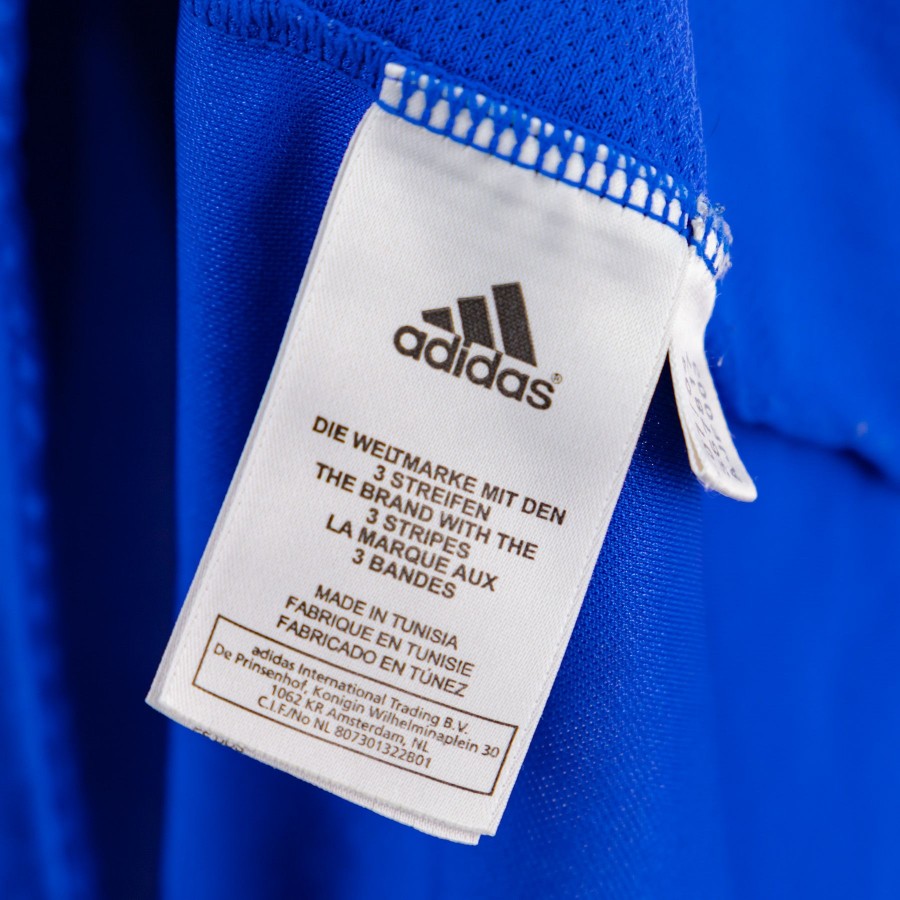 adidas®
DIE WELTMARKE MIT DEN
3 STREIFEN
THE BRAND WITH THE
3 STRIPES
LA MARQUE AUX
3 BANDES
MADE IN TUNISIA
FABRIQUE EN TUNISIE
FABRICADO EN TÚNEZ
adidas International Trading B.V.
De Prinsenhof, Konigin Wilhelminaplein 30
1062 KR Amsterdam, NL
C.I.F./No NL 807301322B01